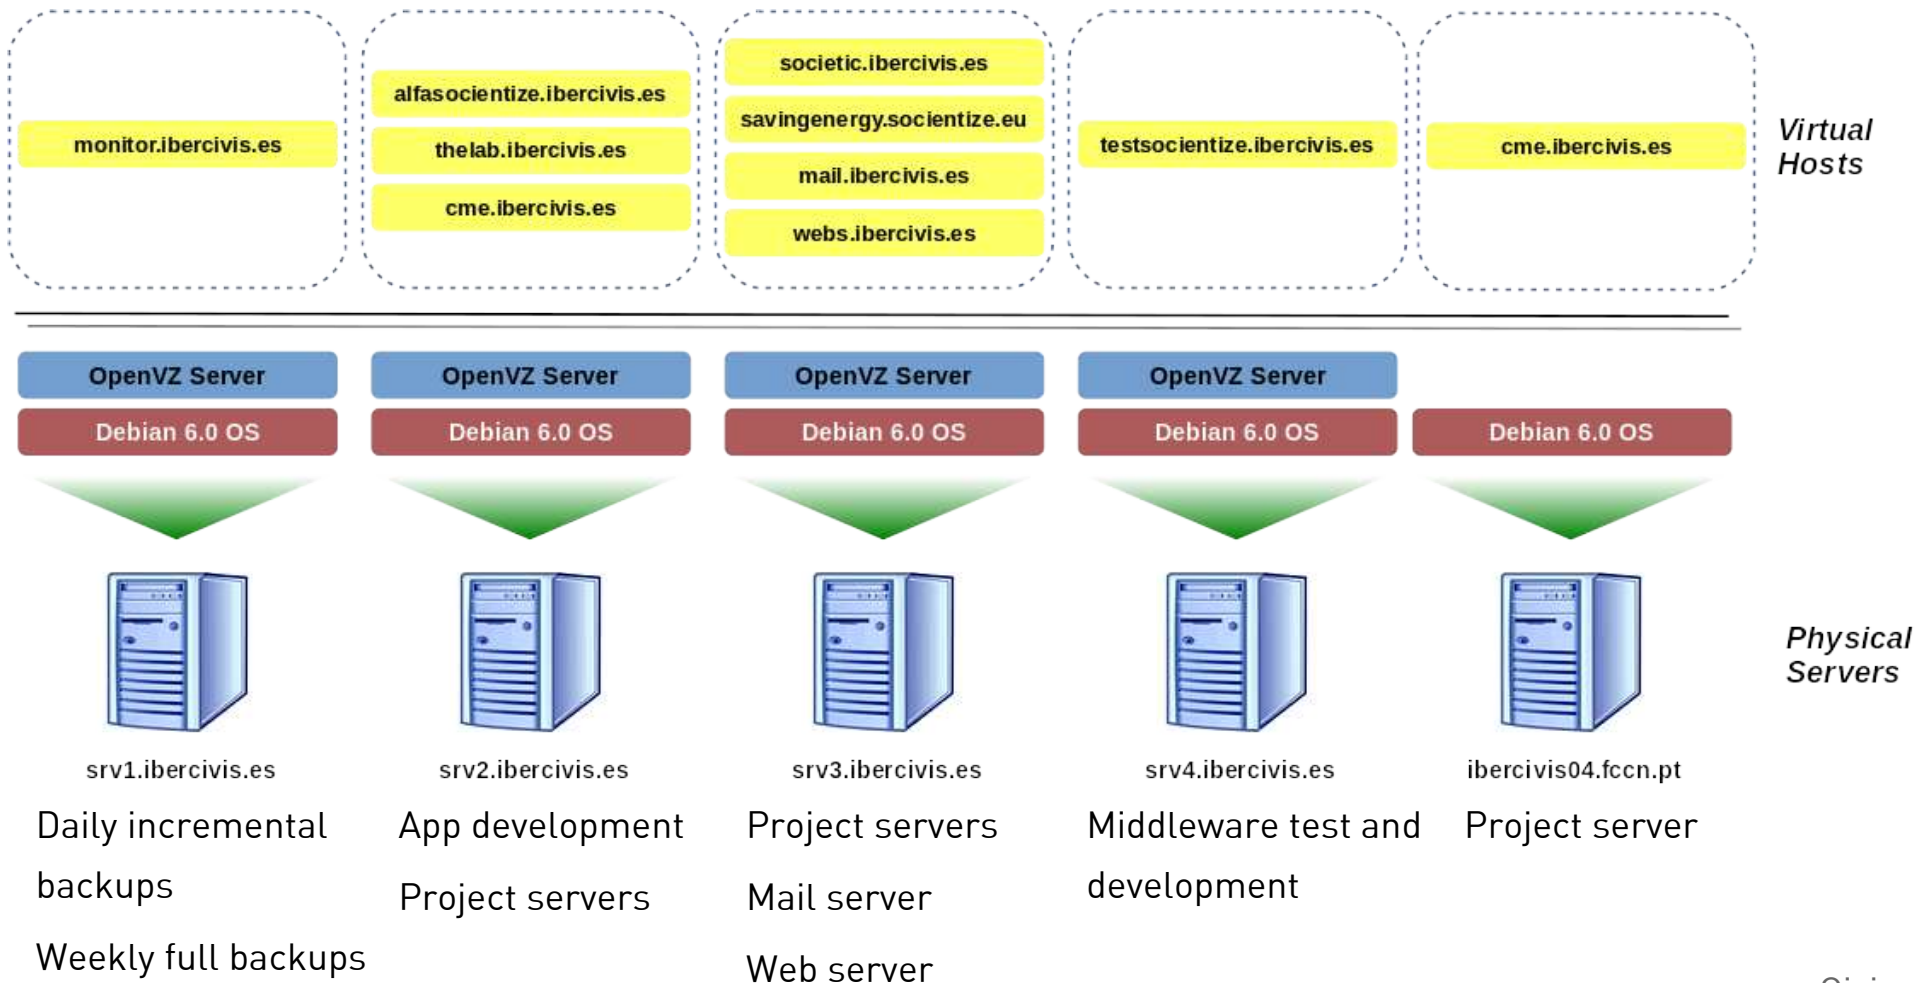 monitor.ibercivis.es
alfasocientize.ibercivis.es
thelab.ibercivis.es
cme.ibercivis.es
societic.ibercivis.es
savingenergy.socientize.eu
mail.ibercivis.es
webs.ibercivis.es
testsocientize.ibercivis.es
cme.ibercivis.es
Virtual
Hosts
OpenVZ Server
OpenVZ Server
OpenVZ Server
OpenVZ Server
Debian 6.0 OS
Debian 6.0 OS
Debian 6.0 OS
Debian 6.0 OS
Debian 6.0 OS
Physical
Servers
srv1.ibercivis.es
Daily incremental
backups
Weekly full backups
srv2.ibercivis.es
App development
Project servers
srv3.ibercivis.es
Project servers
Mail server
Web server
srv4.ibercivis.es
Middleware test and
development
ibercivis04.fccn.pt
Project server